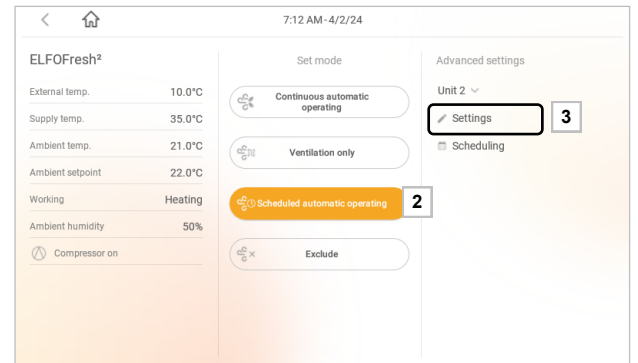 7:12 AM-4/2/24
ELFOFresh²
External temp. 10.0°C
Supply temp. 35.0°C
Ambient temp. 21.0°C
Ambient setpoint 22.0°C
Working Heating
Ambient humidity 50%
Compressor on
Set mode
Continuous automatic
operating
Ventilation only
Scheduled automatic operating
2
Exclude
Advanced settings
Unit 2
Settings
3
Scheduling